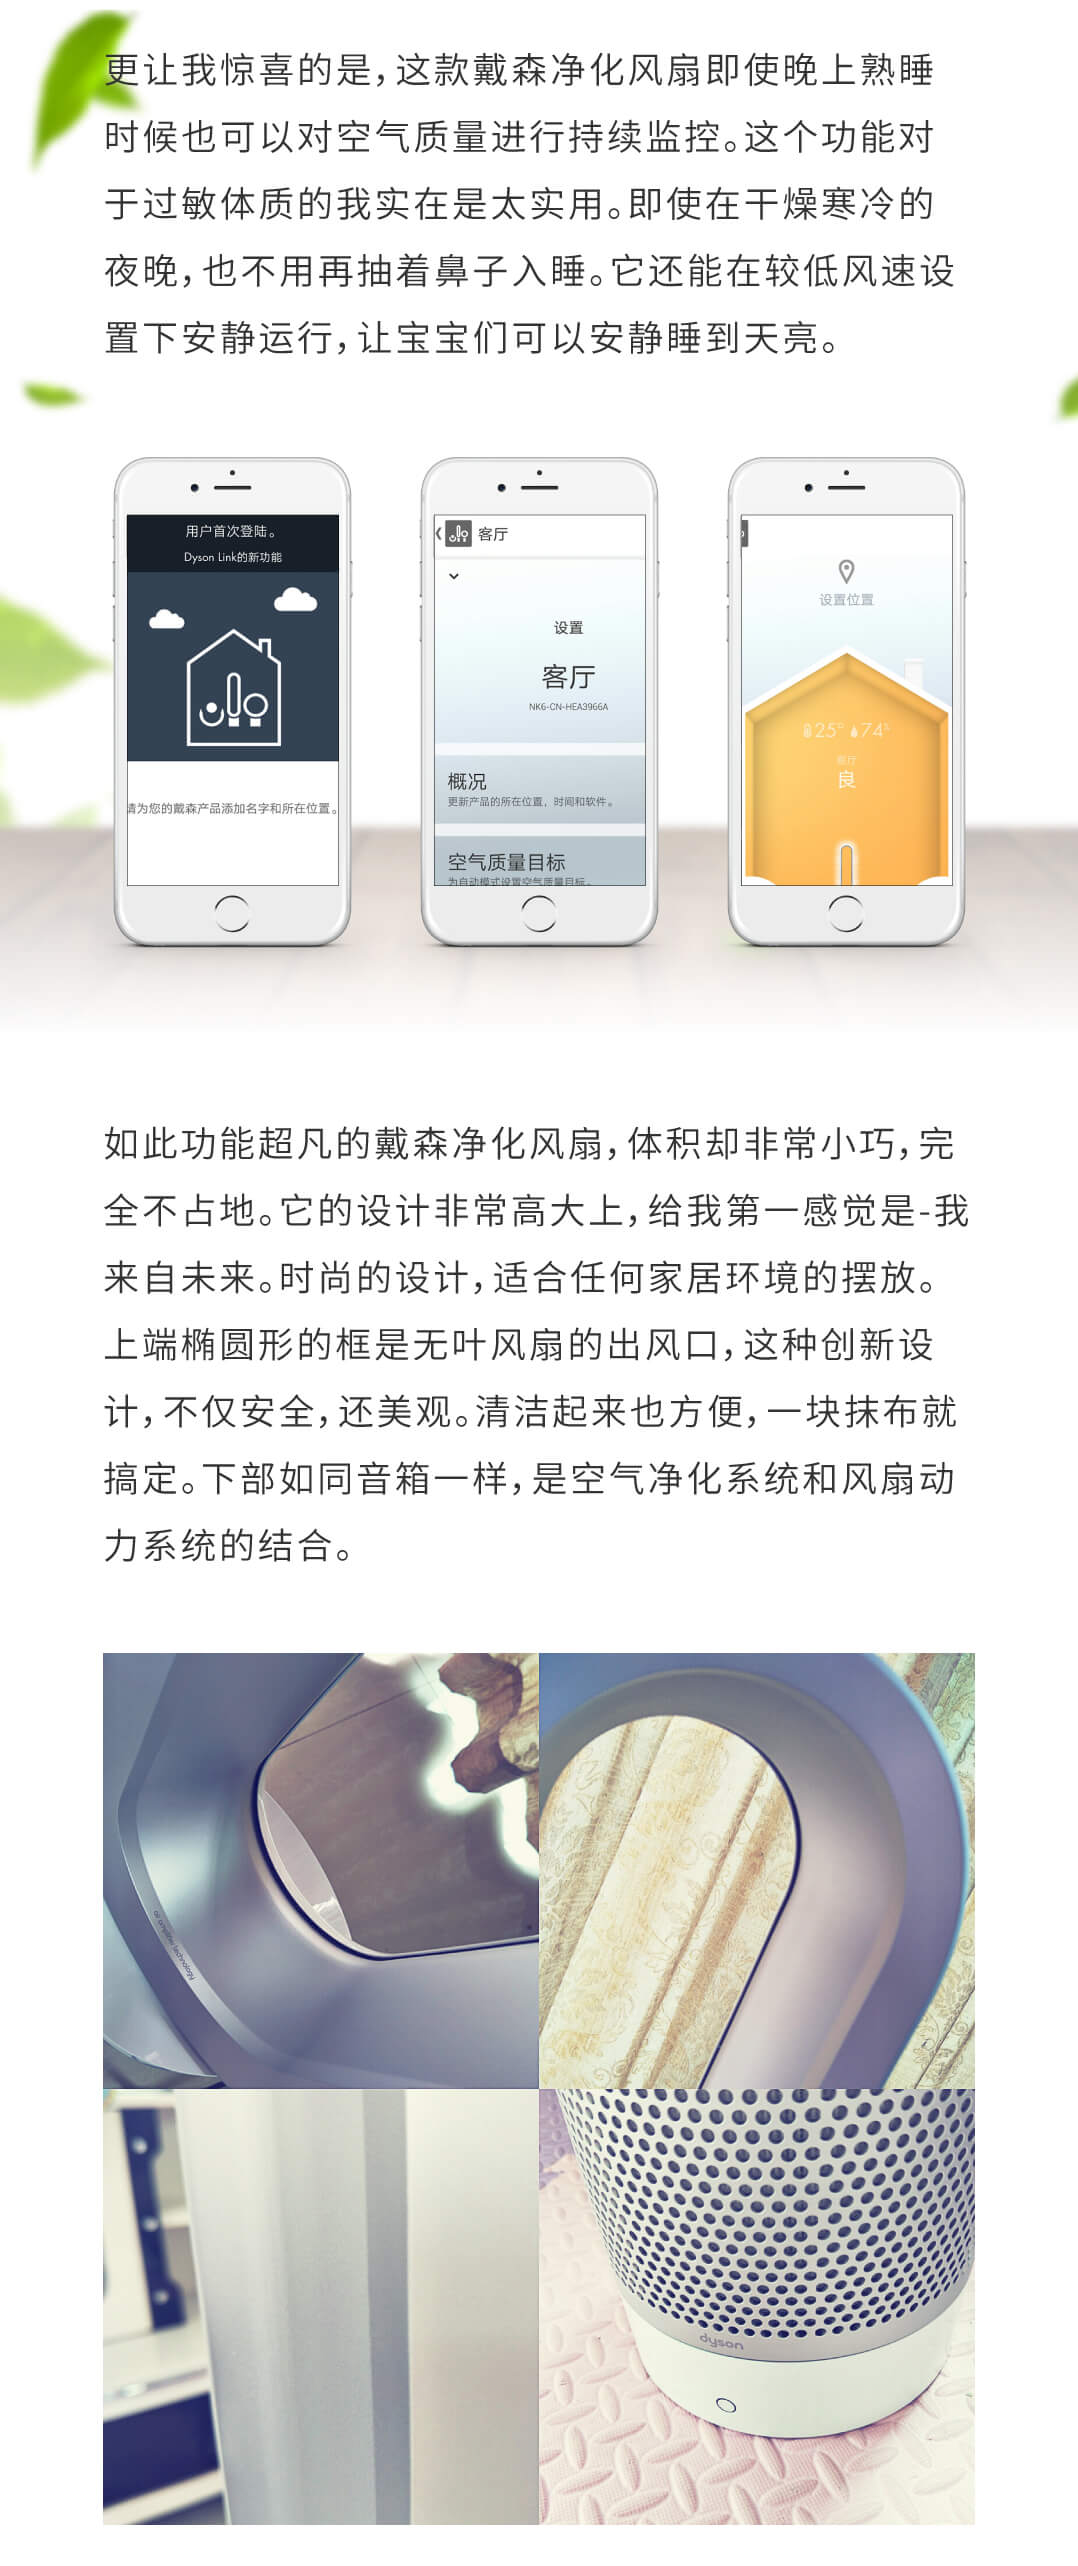 更让我惊喜的是，这款戴森净化风扇即使晚上熟睡
时候也可以对空气质量进行持续监控。这个功能对
于过敏体质的我实在是太实用。即使在干燥寒冷的
夜晚，也不用再抽着鼻子入睡。它还能在较低风速设
置下安静运行，让宝宝们可以安静睡到天亮。
用户首次登陆。
Dyson Link的新功能
请为您的戴森产品添加名字和所在位置。
客厅
设置
客厅
NK6-CN-HEA3966A
概况
更新产品的所在位置，时间和软件。
空气质量目标
为自动模式设置空气质量目标。
设置位置
25° 74%
客厅
良
如此功能超凡的戴森净化风扇，体积却非常小巧，完
全不占地。它的设计非常高大上，给我第一感觉是-我
来自未来。时尚的设计，适合任何家居环境的摆放。
上端椭圆形的框是无叶风扇的出风口，这种创新设
计，不仅安全，还美观。清洁起来也方便，一块抹布就
搞定。下部如同音箱一样，是空气净化系统和风扇动
力系统的结合。
air amplifier technology
dyson